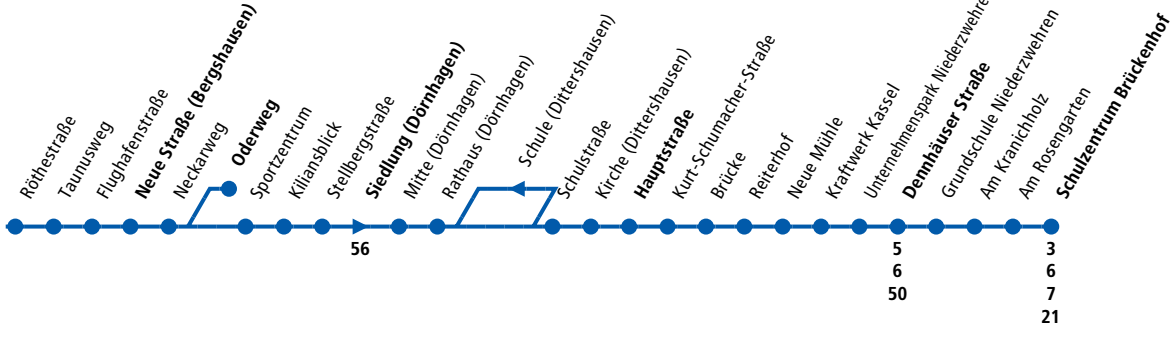 Röthestraße
Taunusweg
Flughafenstraße
Neue Straße (Bergshausen)
Neckarweg
Oderweg
Sportzentrum
Kiliansblick
Stellbergstraße
Siedlung (Dörnhagen)
Mitte (Dörnhagen)
Rathaus (Dörnhagen)
Schule (Dittershausen)
Schulstraße
Kirche (Dittershausen)
Hauptstraße
Kurt-Schumacher-Straße
Brücke
Reiterhof
Neue Mühle
Kraftwerk Kassel
Unternehmenspark Niederzwehren
Dennhäuser Straße
Grundschule Niederzwehren
Am Kranichholz
Am Rosengarten
Schulzentrum Brückenhof
56
5
6
50
3
6
7
21